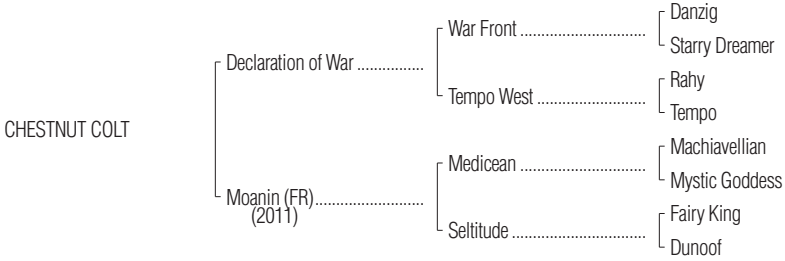 Danzig
War Front ..............................
Starry Dreamer
Declaration of War ................
Rahy
Tempo West ..........................
Tempo
CHESTNUT COLT
Machiavellian
Medicean ..............................
Mystic Goddess
Moanin (FR)..........................
(2011)
Fairy King
Seltitude ................................
Dunoof